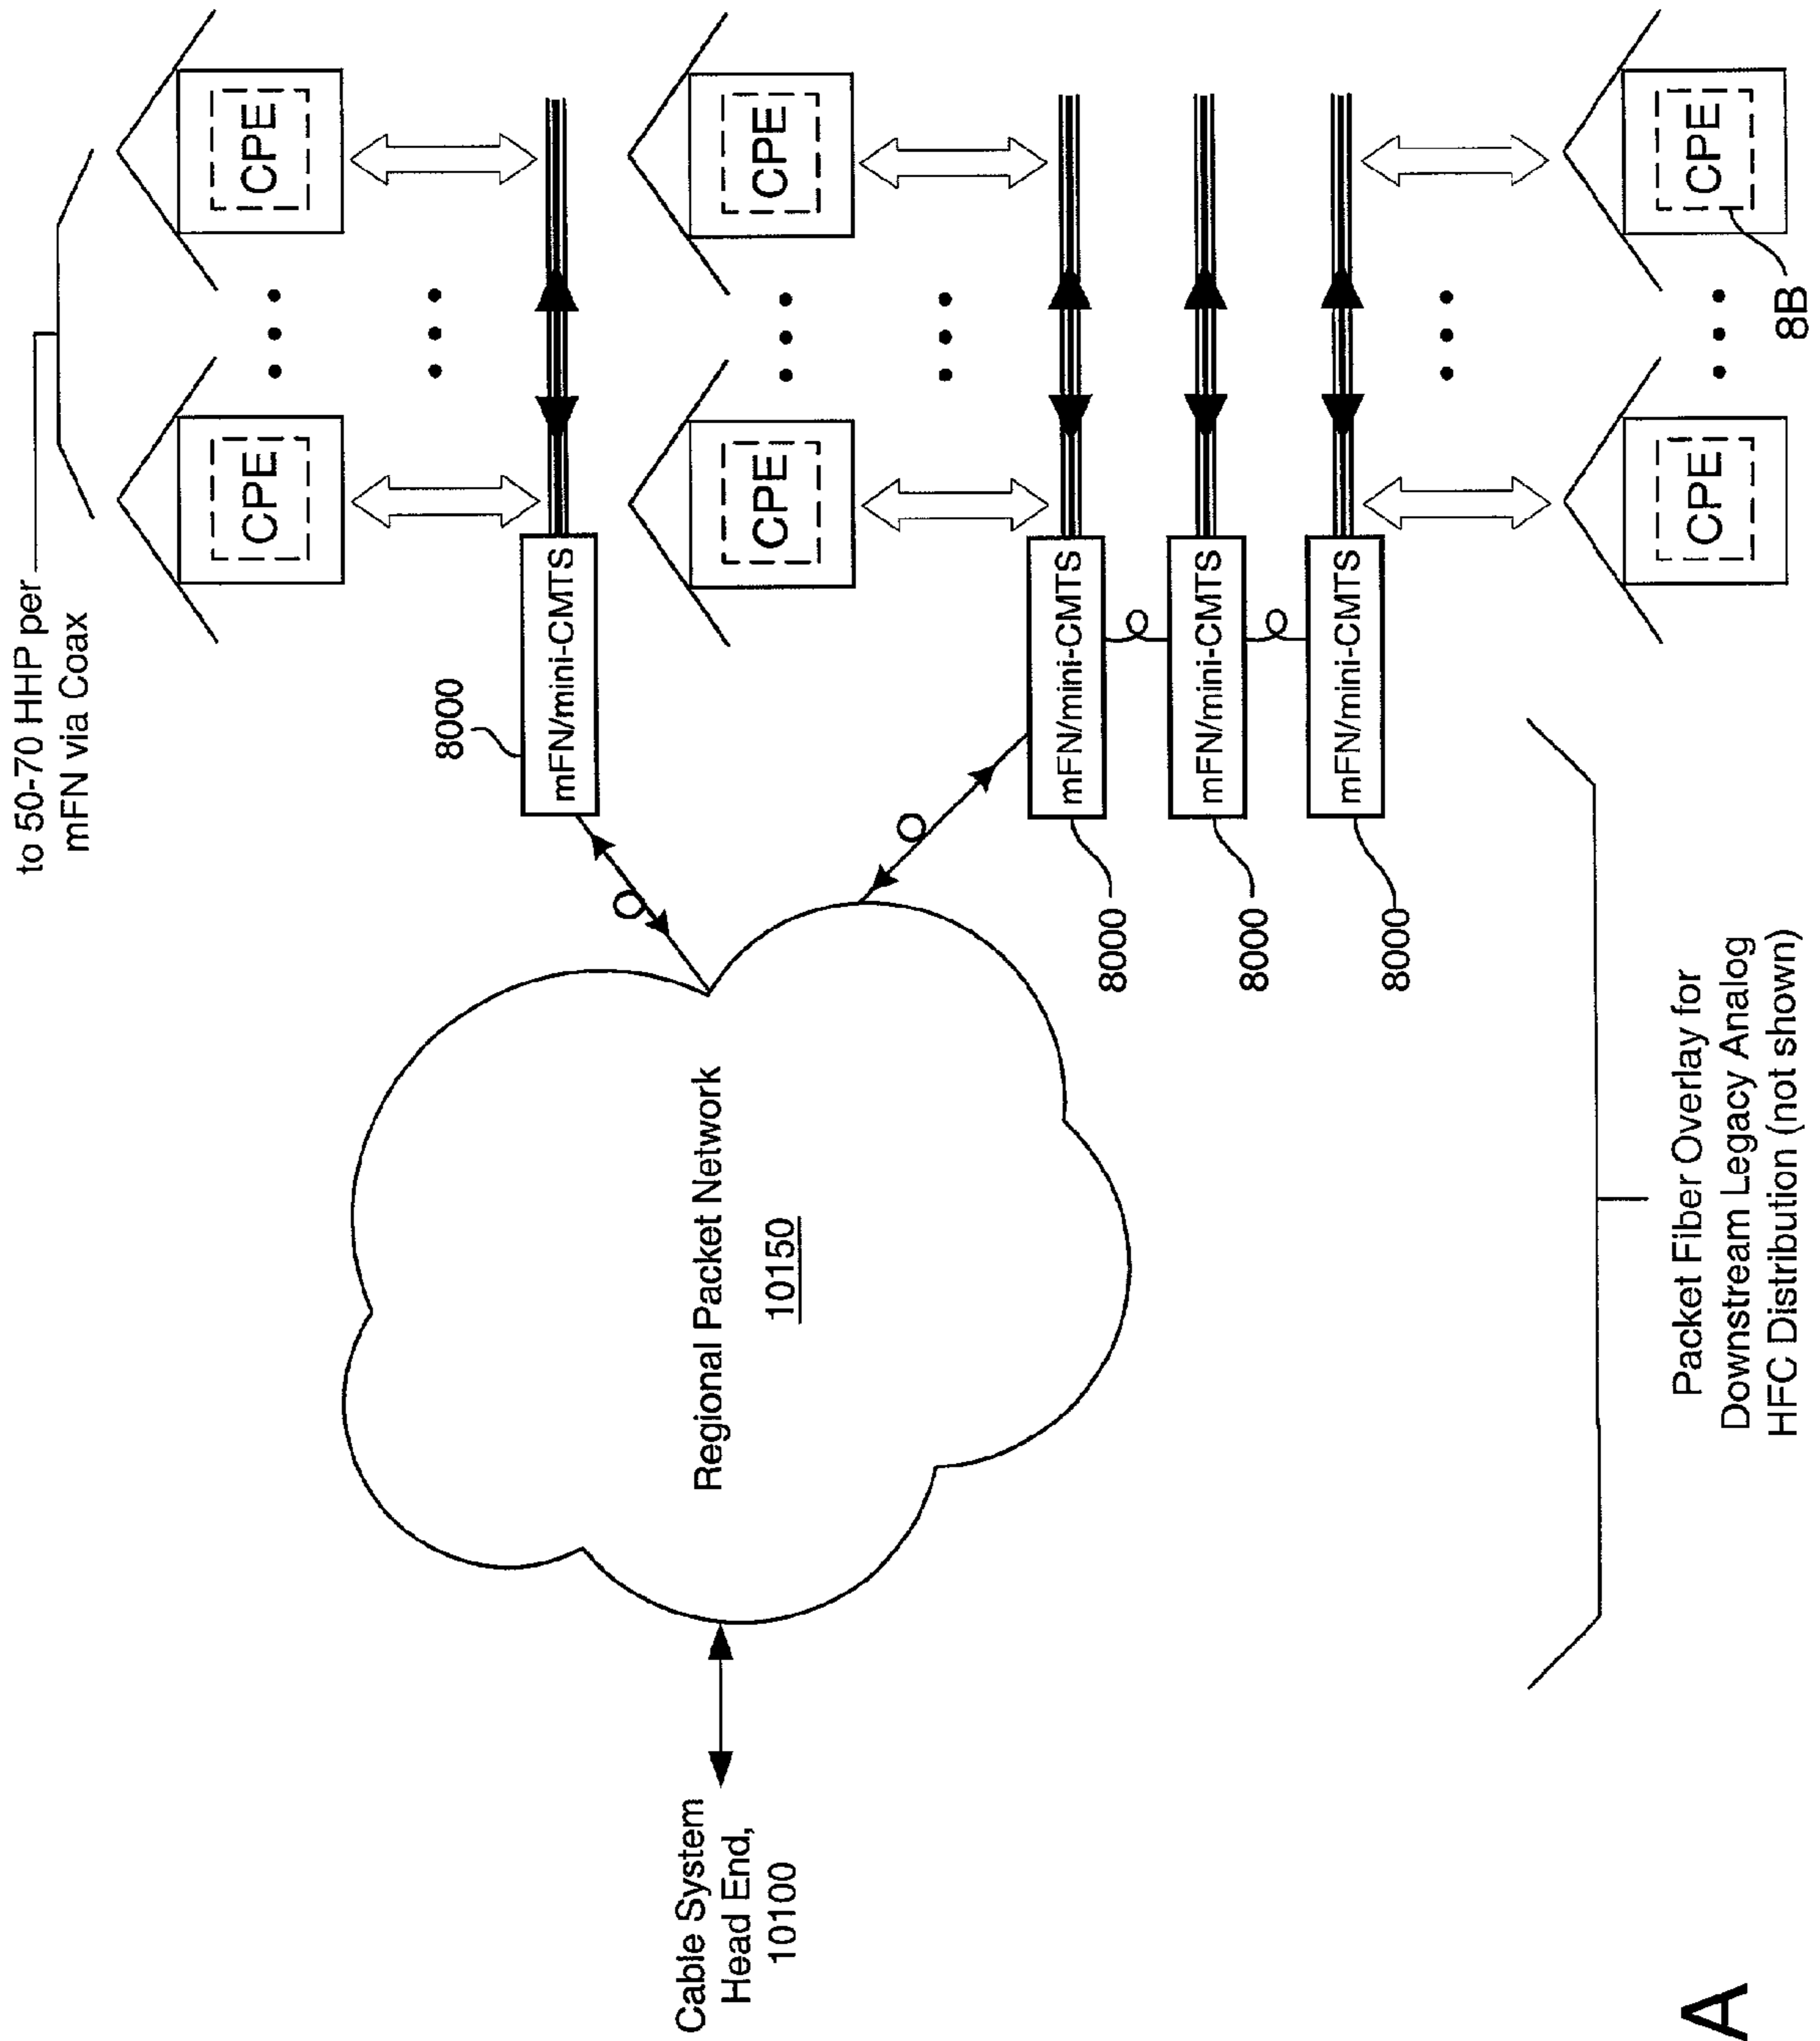 to 50-70 HHP per
mFN via Coax
CPE
CPE
8000
mFN/mini-CMTS
CPE
CPE
mFN/mini-CMTS
mFN/mini-CMTS
mFN/mini-CMTS
8000
8000
8000
CPE
CPE
8B
Regional Packet Network
10150
Cable System
Head End,
10100
Packet Fiber Overlay for
Downstream Legacy Analog
HFC Distribution (not shown)
A